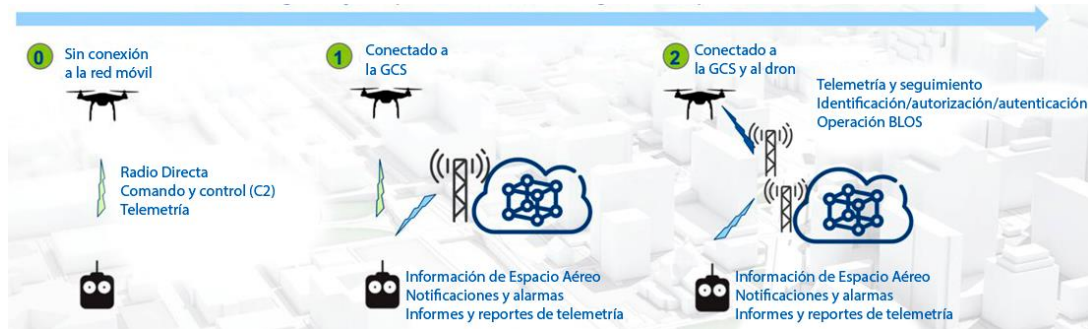 0
Sin conexión
a la red móvil
Radio Directa
Comando y control (C2)
Telemetría
1
Conectado a
la GCS
Información de Espacio Aéreo
Notificaciones y alarmas
Informes y reportes de telemetría
2
Conectado a
la GCS y al dron
Telemetría y seguimiento
Identificación/autorización/autenticación
Operación BLOS
Información de Espacio Aéreo
Notificaciones y alarmas
Informes y reportes de telemetría